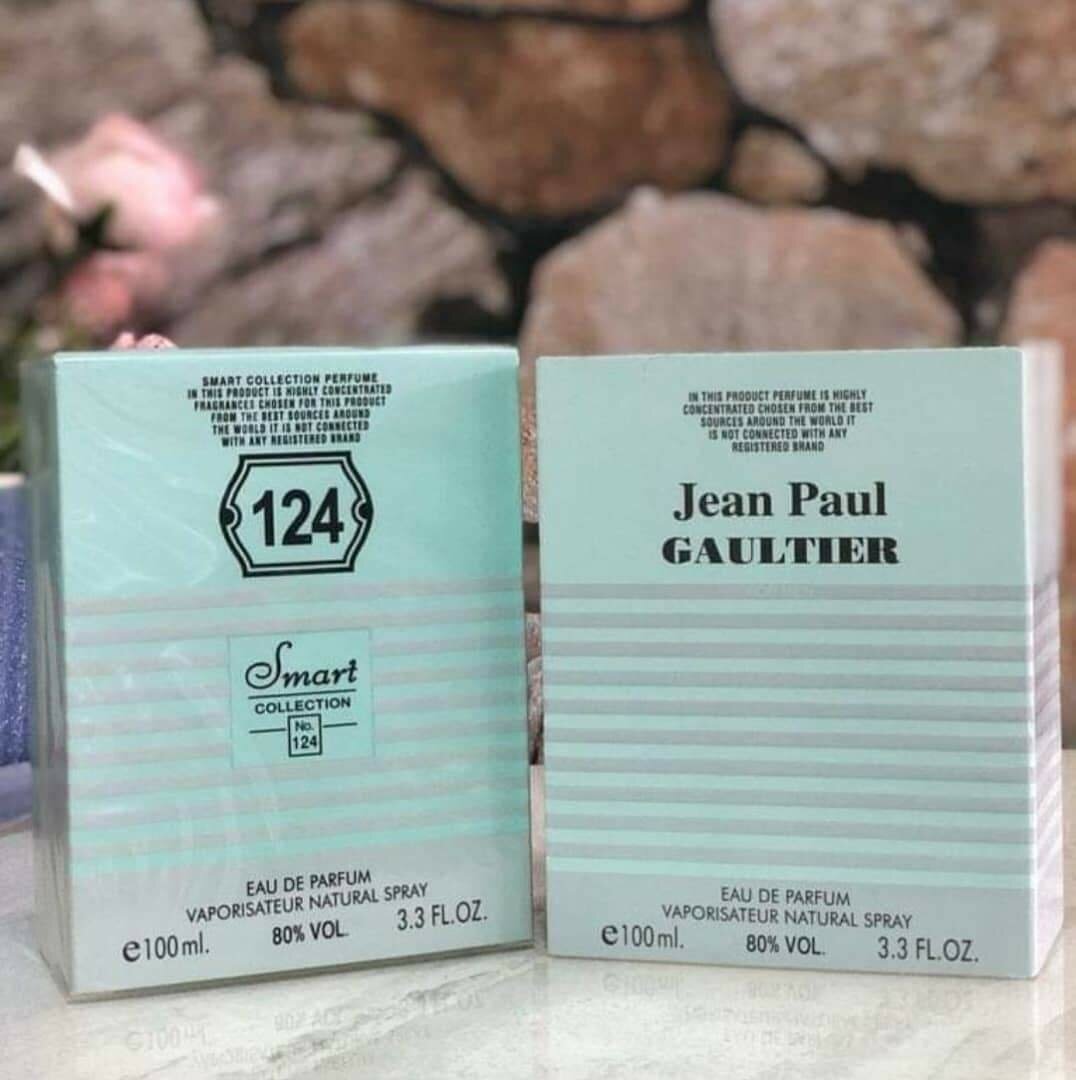 SMART COLLECTION PERFUME
IN THIS PRODUCT IS HIGHLY CONCENTRATED
FRAGRANCES CHOSEN FOR THIS PRODUCT
FROM THE BEST SOURCES AROUND
THE WORLD IT IS NOT CONNECTED
WITH ANY REGISTERED BRAND
124
Smart
COLLECTION
No.
124
EAU DE PARFUM
VAPORISATEUR NATURAL SPRAY
e100ml. 80% VOL. 3.3 FL.OZ.
IN THIS PRODUCT PERFUME IS HIGHLY
CONCENTRATED CHOSEN FROM THE BEST
SOURCES AROUND THE WORLD IT
IS NOT CONNECTED WITH ANY
REGISTERED BRAND
Jean Paul
GAULTIER
EAU DE PARFUM
VAPORISATEUR NATURAL SPRAY
e100ml. 80% VOL. 3.3 FL.OZ.